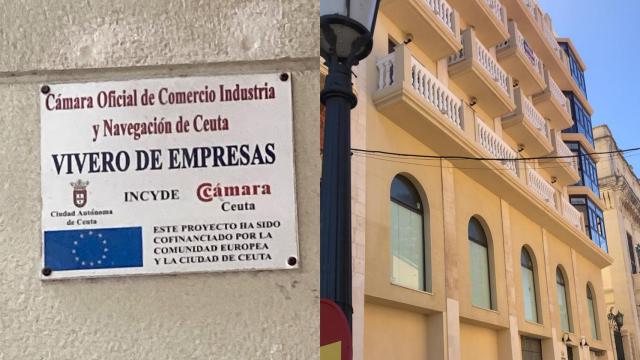 Cámara Oficial de Comercio Industria
y Navegación de Ceuta
VIVERO DE EMPRESAS
Ciudad Autónoma
de Ceuta
INCYDE
Cámara
Ceuta
ESTE PROYECTO HA SIDO
COFINANCIADO POR LA
COMUNIDAD EUROPEA
Y LA CIUDAD DE CEUTA